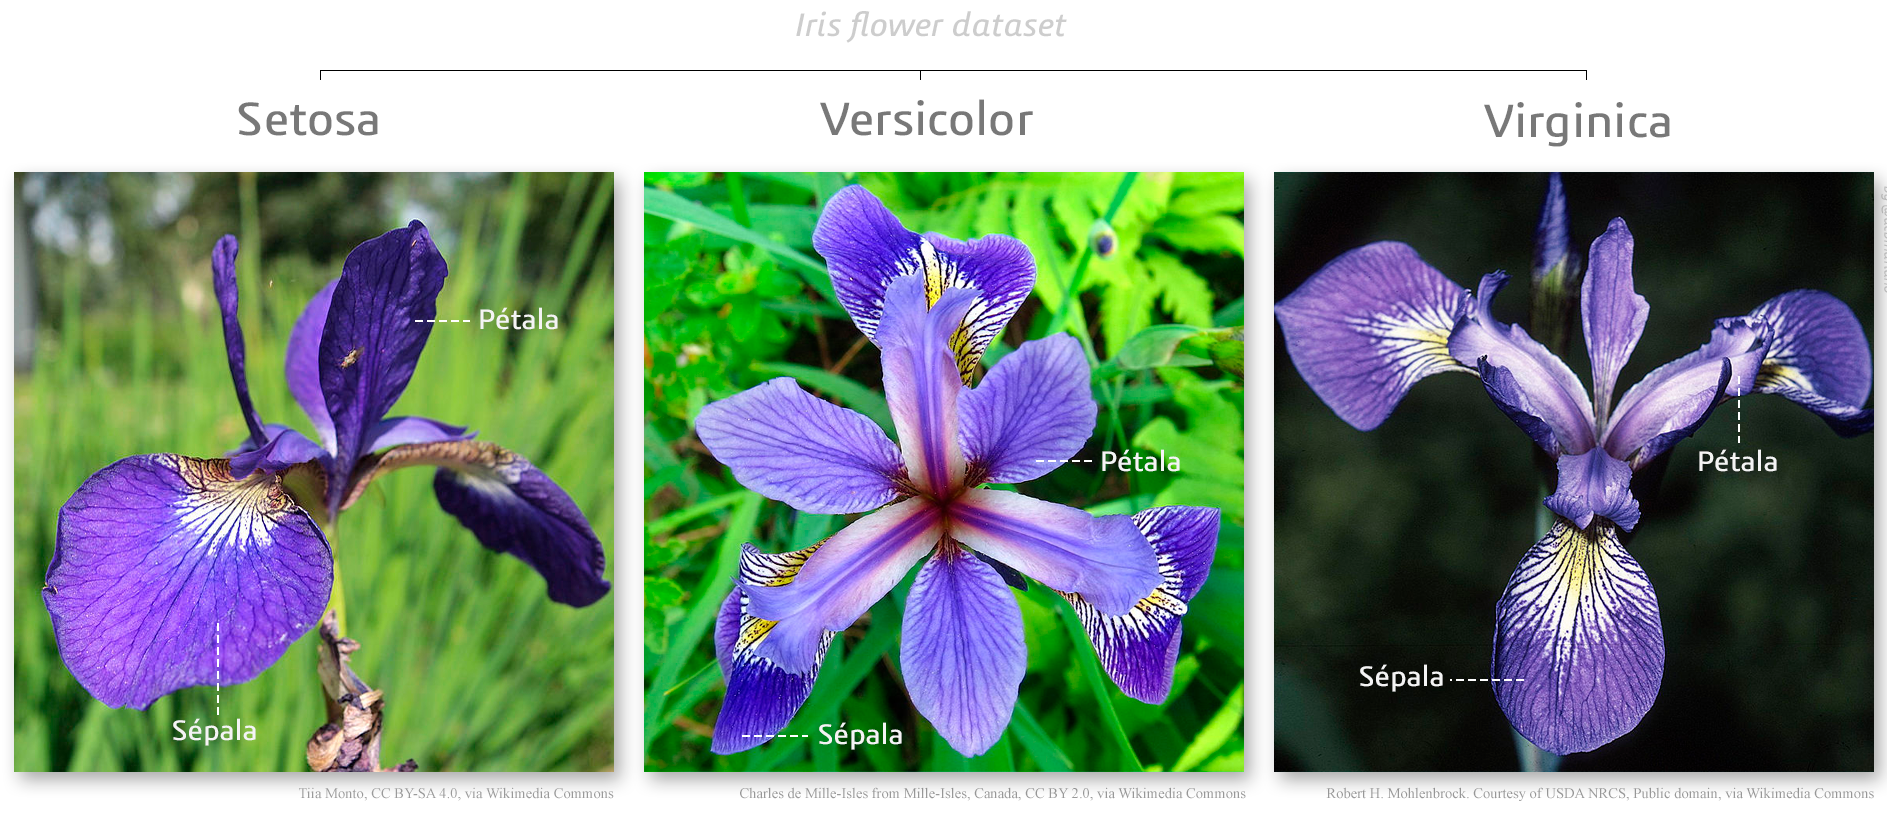 Iris flower dataset
Setosa
Versicolor
Virginica
Pétala
Sépala
Pétala
Sépala
Pétala
Sépala
Tiia Monto, CC BY-SA 4.0, via Wikimedia Commons
Charles de Mille-Isles from Mille-Isles, Canada, CC BY 2.0, via Wikimedia Commons
Robert H. Mohlenbrock. Courtesy of USDA NRCS, Public domain, via Wikimedia Commons